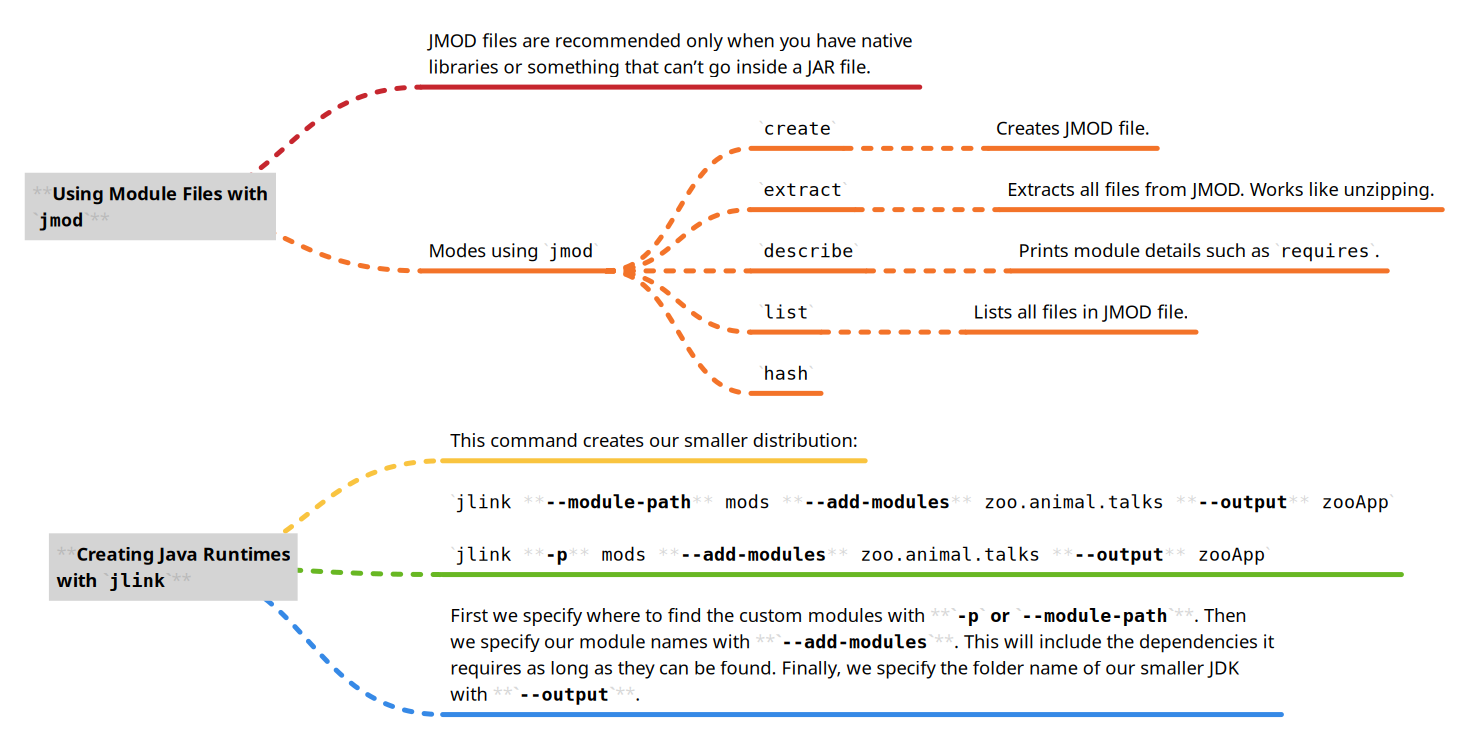 JMOD files are recommended only when you have native
libraries or something that can’t go inside a JAR file.
**Using Module Files with
`jmod`**
Modes using `jmod`
`create`
Creates JMOD file.
`extract`
Extracts all files from JMOD. Works like unzipping.
`describe`
Prints module details such as `requires`.
`list`
Lists all files in JMOD file.
`hash`
**Creating Java Runtimes
with `jlink`**
This command creates our smaller distribution:
`jlink **--module-path** mods **--add-modules** zoo.animal.talks **--output** zooApp`
`jlink **-p** mods **--add-modules** zoo.animal.talks **--output** zooApp`
First we specify where to find the custom modules with **`-p` or `--module-path`**. Then
we specify our module names with **`--add-modules`**. This will include the dependencies it
requires as long as they can be found. Finally, we specify the folder name of our smaller JDK
with **`--output`**.